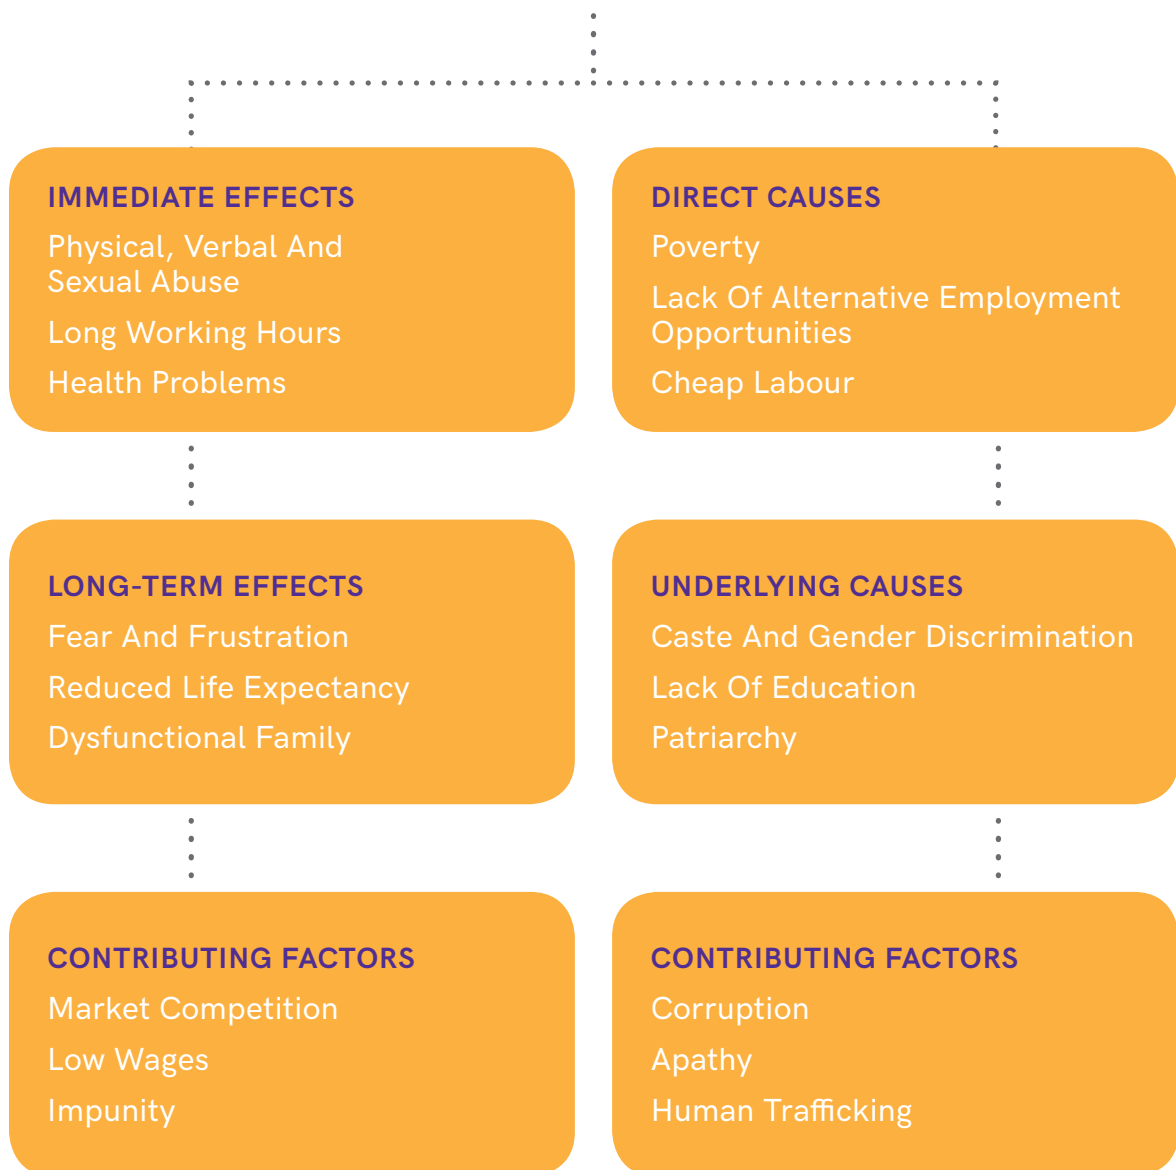 IMMEDIATE EFFECTS
Physical, Verbal And
Sexual Abuse
Long Working Hours
Health Problems
DIRECT CAUSES
Poverty
Lack Of Alternative Employment
Opportunities
Cheap Labour
LONG-TERM EFFECTS
Fear And Frustration
Reduced Life Expectancy
Dysfunctional Family
UNDERLYING CAUSES
Caste And Gender Discrimination
Lack Of Education
Patriarchy
CONTRIBUTING FACTORS
Market Competition
Low Wages
Impunity
CONTRIBUTING FACTORS
Corruption
Apathy
Human Trafficking